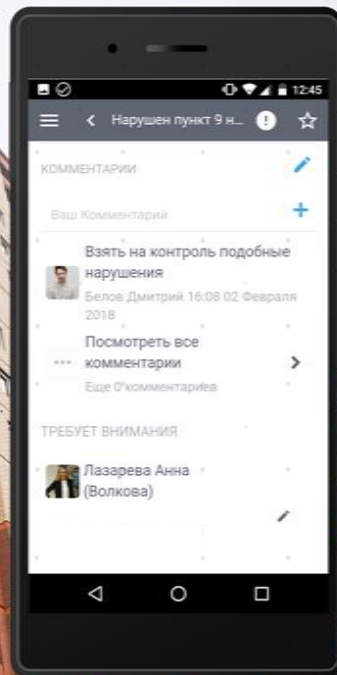 12:45
Нарушен пункт 9 н...
КОММЕНТАРИИ
Ваш Комментарий
Взять на контроль подобные
нарушения
Белов Дмитрий 16:08 02 Февраля
2018
Посмотреть все
комментарии
Еще 0 комментариев
ТРЕБУЕТ ВНИМАНИЯ
Лазарева Анна
(Волкова)